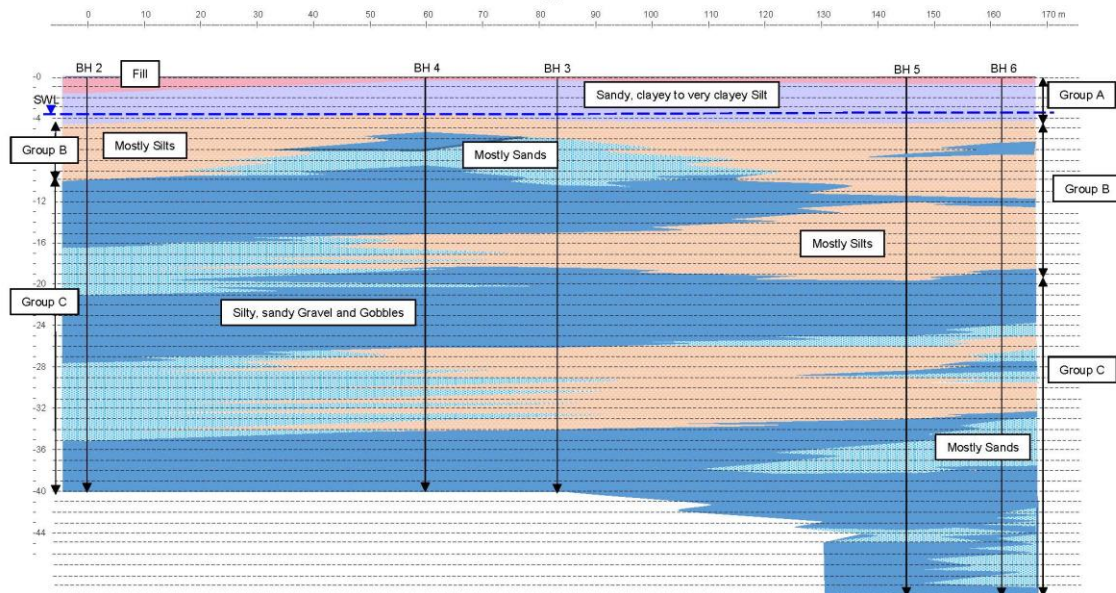 0 10 20 30 40 50 60 70 80 90 100 110 120 130 140 150 160 170 m
BH 2 Fill BH 4 BH 3 BH 5 BH 6
-0
Sandy, clayey to very clayey Silt
Group A
SWL
-4
Mostly Silts
Group B
Mostly Sands
-8
Group B
-12
Mostly Silts
-16
-20
Group C
Silty, sandy Gravel and Gobbles
-24
-28
Group C
-32
-36
Mostly Sands
-40
-44